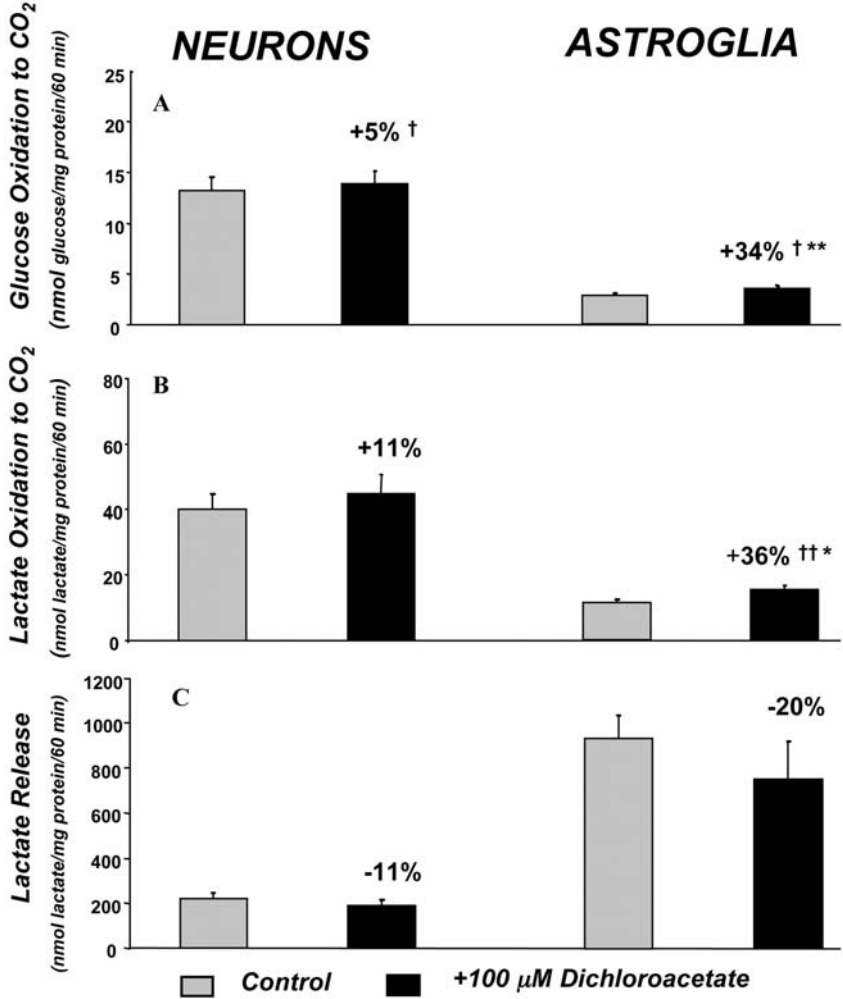 NEURONS ASTROGLIA
Glucose Oxidation to CO₂
(nmol glucose/mg protein/60 min)
A
25
20
15
10
5
0
+5% †
+34% † **
Lactate Oxidation to CO₂
(nmol lactate/mg protein/60 min)
B
80
60
40
20
0
+11%
+36% †† *
Lactate Release
(nmol lactate/mg protein/60 min)
C
1200
1000
800
600
400
200
0
-11%
-20%
Control +100 µM Dichloroacetate